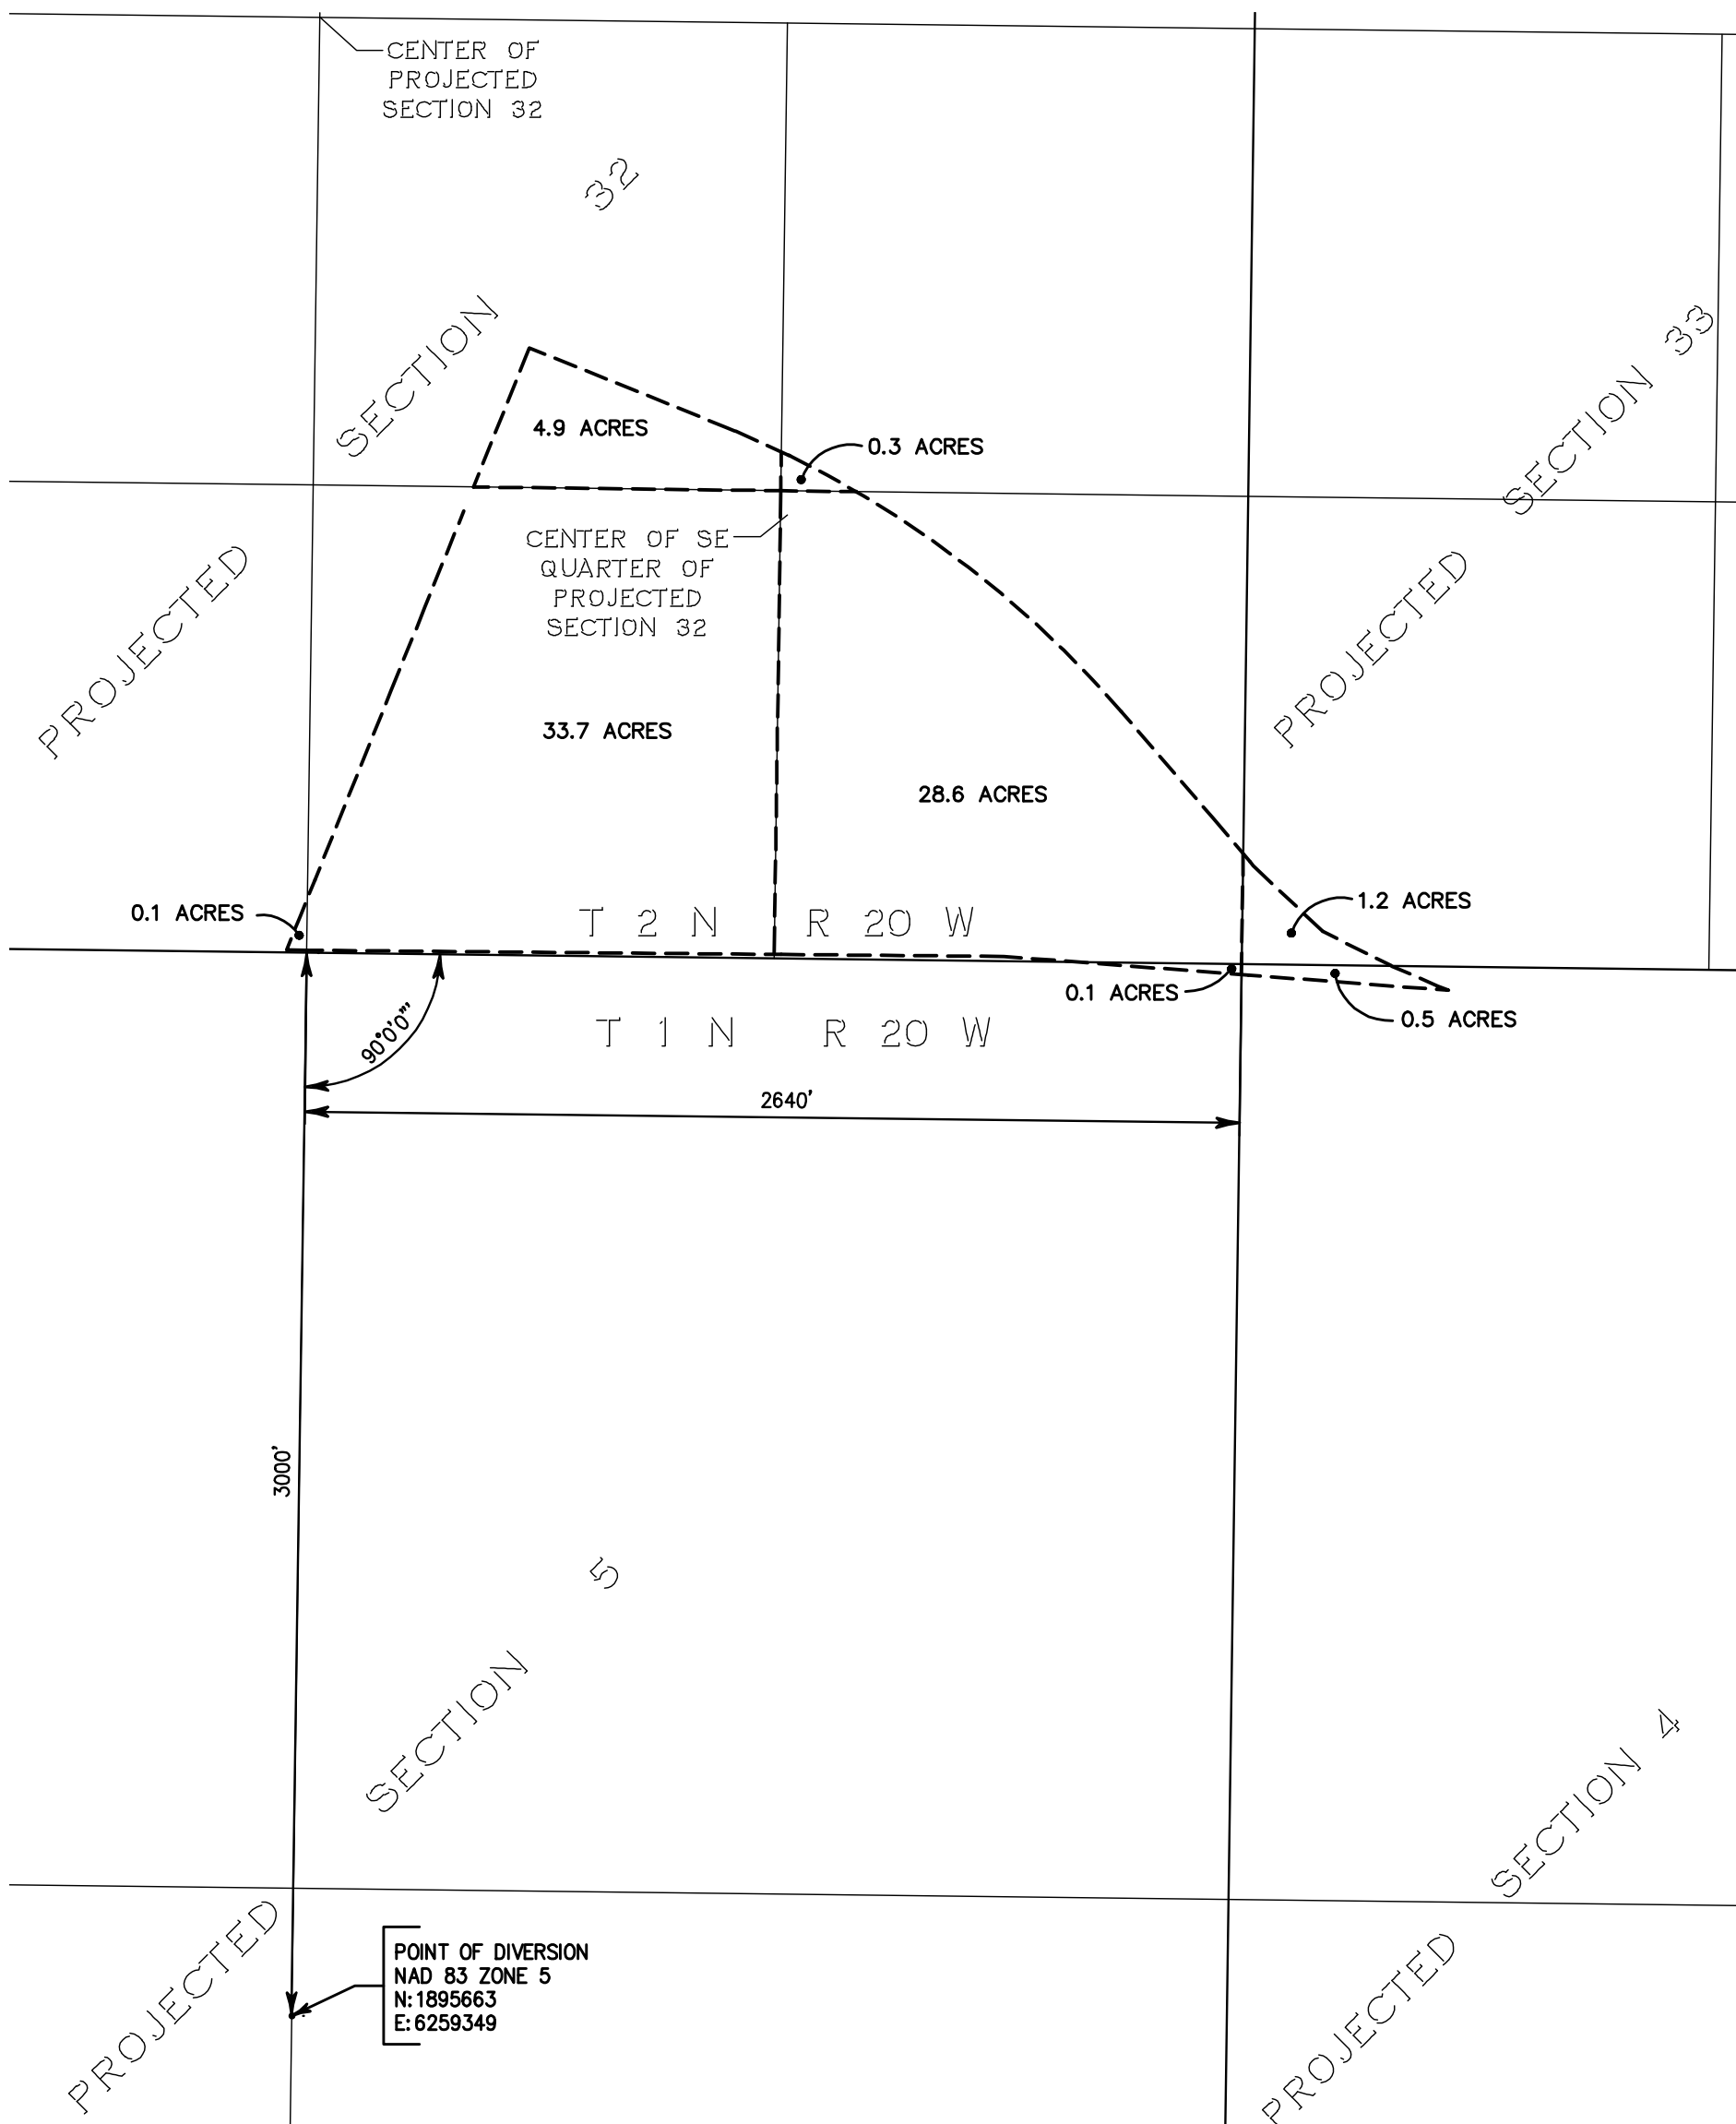 CENTER OF
PROJECTED
SECTION 32
PROJECTED SECTION 32
PROJECTED SECTION 33
4.9 ACRES
0.3 ACRES
CENTER OF SE
QUARTER OF
PROJECTED
SECTION 32
33.7 ACRES
28.6 ACRES
0.1 ACRES
1.2 ACRES
T 2 N R 20 W
0.1 ACRES
0.5 ACRES
T 1 N R 20 W
90°0'0"'
2640'
3000'
PROJECTED SECTION 5
PROJECTED SECTION 4
POINT OF DIVERSION
NAD 83 ZONE 5
N:1895663
E:6259349